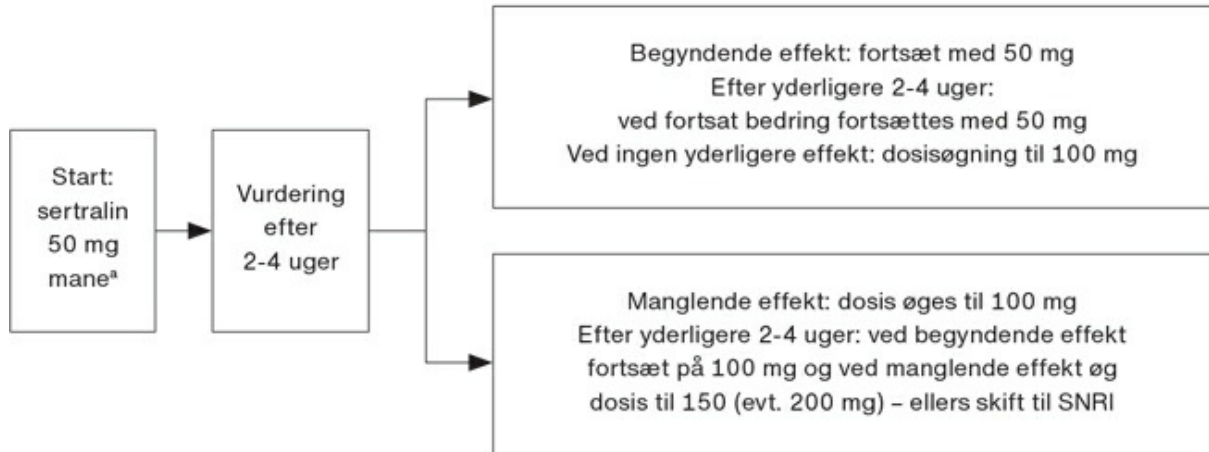 Start:
sertralin
50 mg
maneᵃ
Vurdering
efter
2-4 uger
Begyndende effekt: fortsæt med 50 mg
Efter yderligere 2-4 uger:
ved fortsat bedring fortsættes med 50 mg
Ved ingen yderligere effekt: dosisøgning til 100 mg
Manglende effekt: dosis øges til 100 mg
Efter yderligere 2-4 uger: ved begyndende effekt
fortsæt på 100 mg og ved manglende effekt øg
dosis til 150 (evt. 200 mg) – ellers skift til SNRI